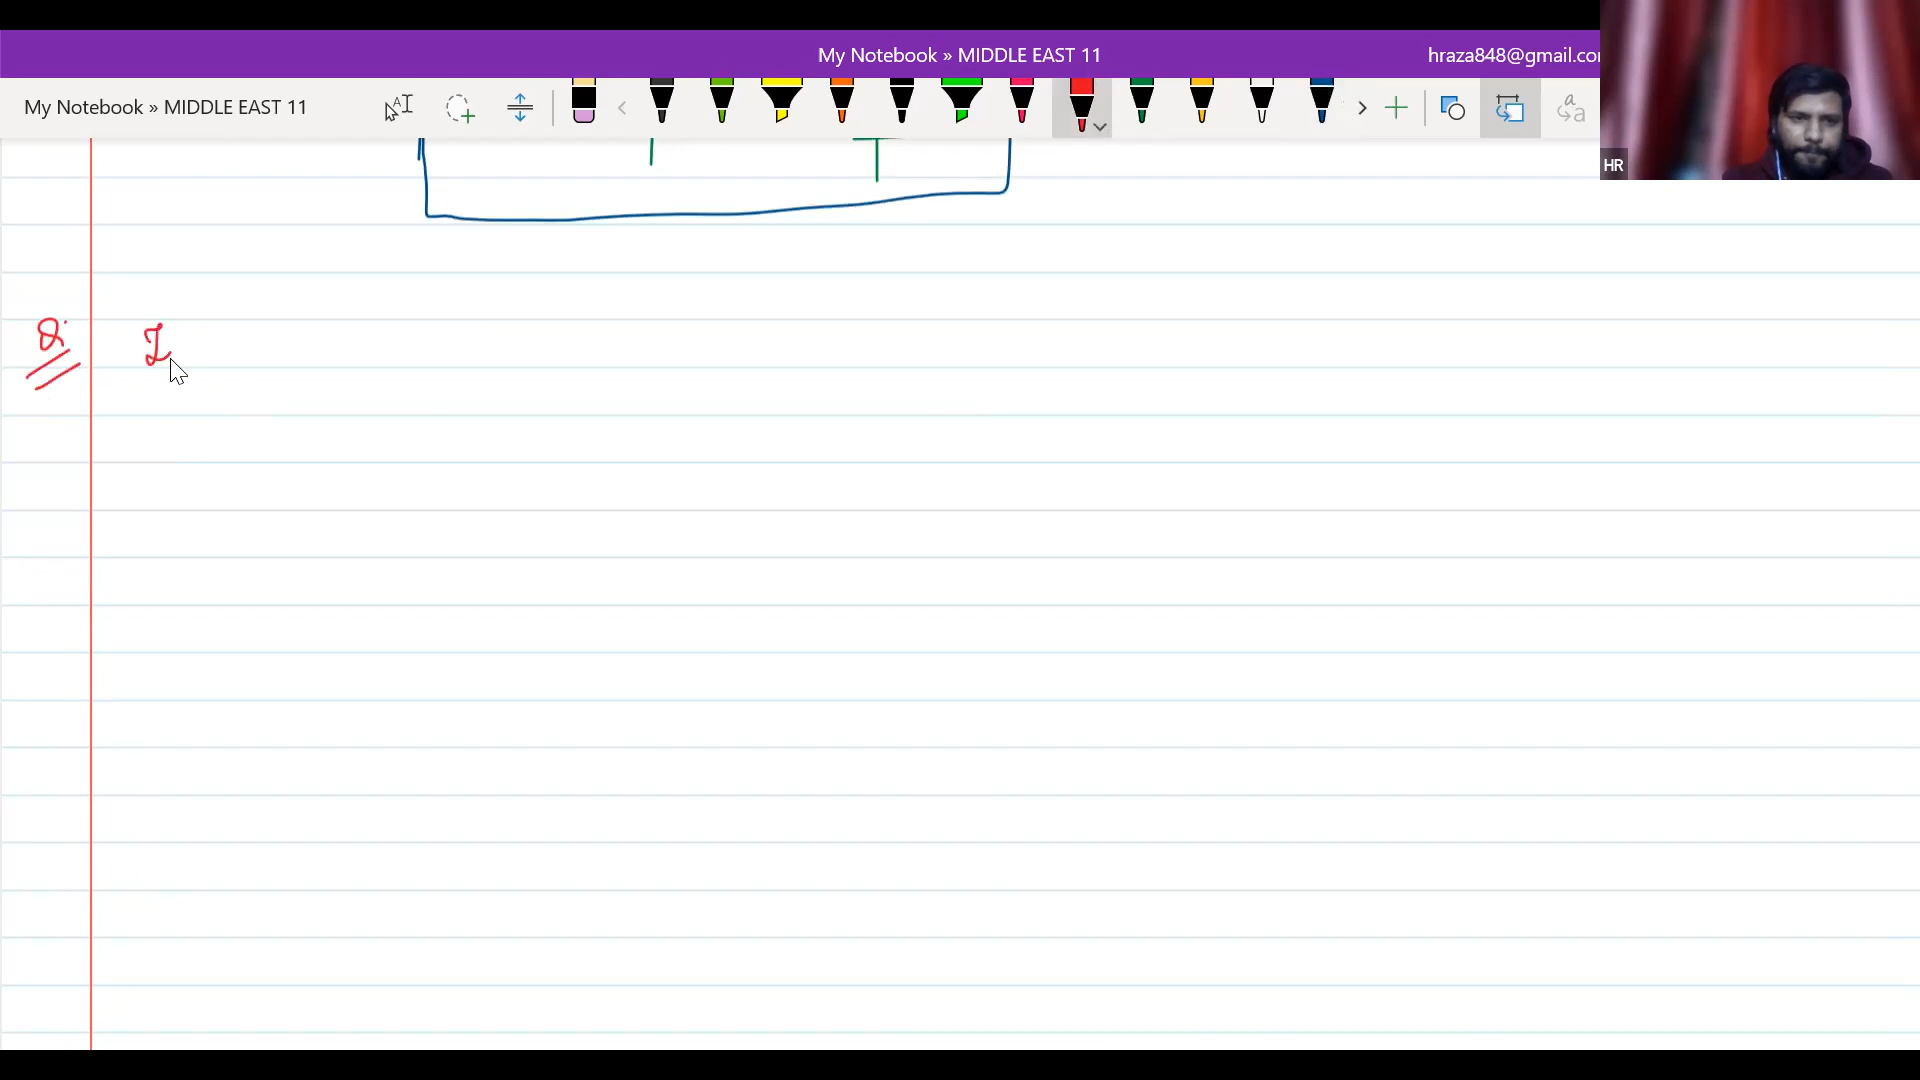 My Notebook » MIDDLE EAST 11
hraza848@gmail.co
My Notebook » MIDDLE EAST 11
HR
Q. I